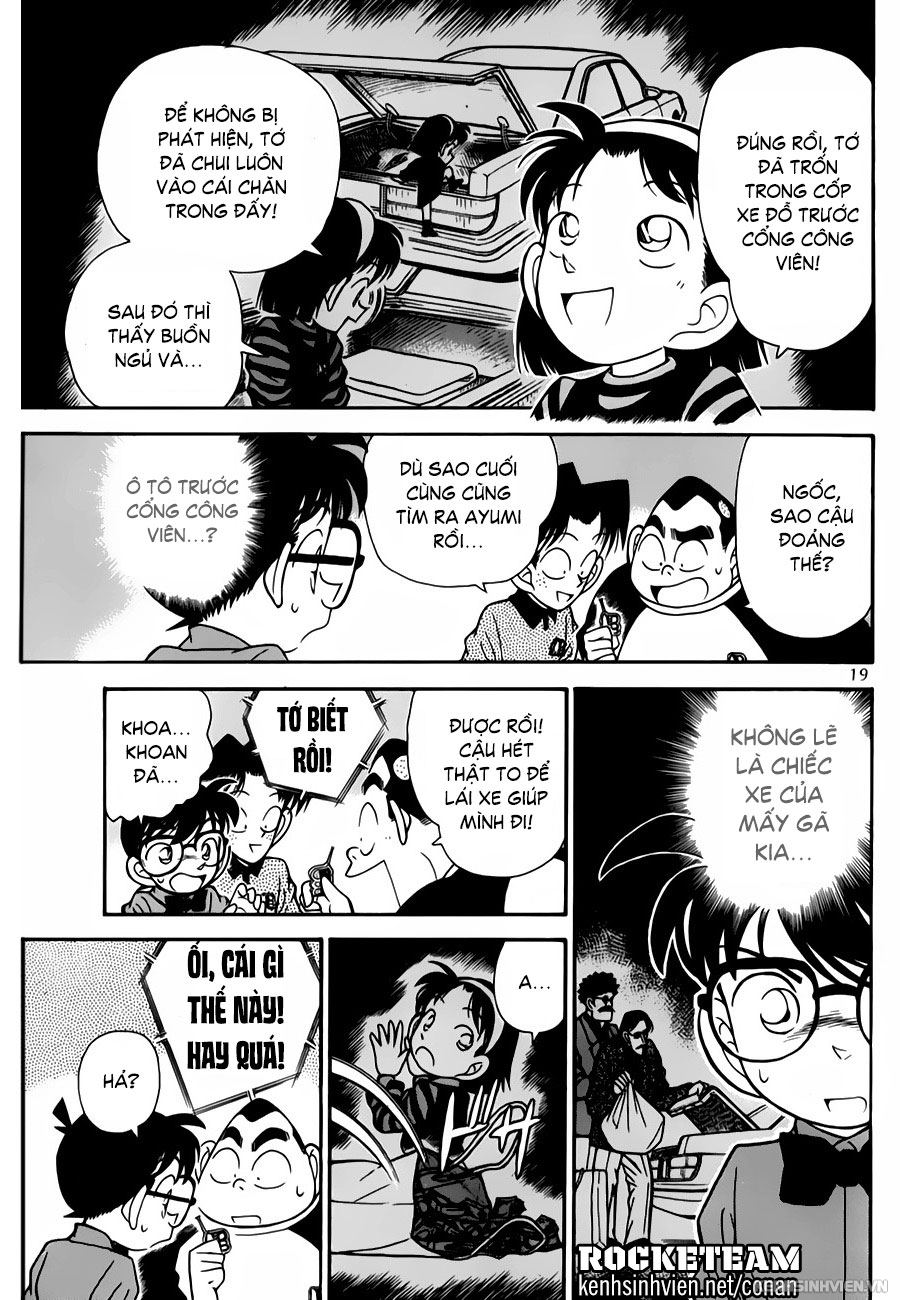 ĐÚNG RỒI, TỚ
ĐÃ TRỐN
TRONG CỐP
XE ĐỖ TRƯỚC
CỔNG CÔNG
VIÊN!
ĐỂ KHÔNG BỊ
PHÁT HIỆN, TỚ
ĐÃ CHUI LUÔN
VÀO CÁI CHĂN
TRONG ĐẤY!
SAU ĐÓ THÌ
THẤY BUỒN
NGỦ VÀ...
NGỐC,
SAO CẬU
ĐOẢNG
THẾ?
DÙ SAO CUỐI
CÙNG CŨNG
TÌM RA AYUMI
RỒI...
Ô TÔ TRƯỚC
CỔNG CÔNG
VIÊN...?
19
KHÔNG LẼ
LÀ CHIẾC
XE CỦA
MẤY GÃ
KIA...
ĐƯỢC RỒI!
CẬU HÉT
THẬT TO ĐỂ
LÁI XE GIÚP
MÌNH ĐI!
TỚ BIẾT
RỒI!
KHOA...
KHOAN
ĐÃ...
A...
ドサ
ỐI, CÁI GÌ
THẾ NÀY!
HAY QUÁ!
HẢ?
ROCKETEAM
kenhsinhvien.net/conan